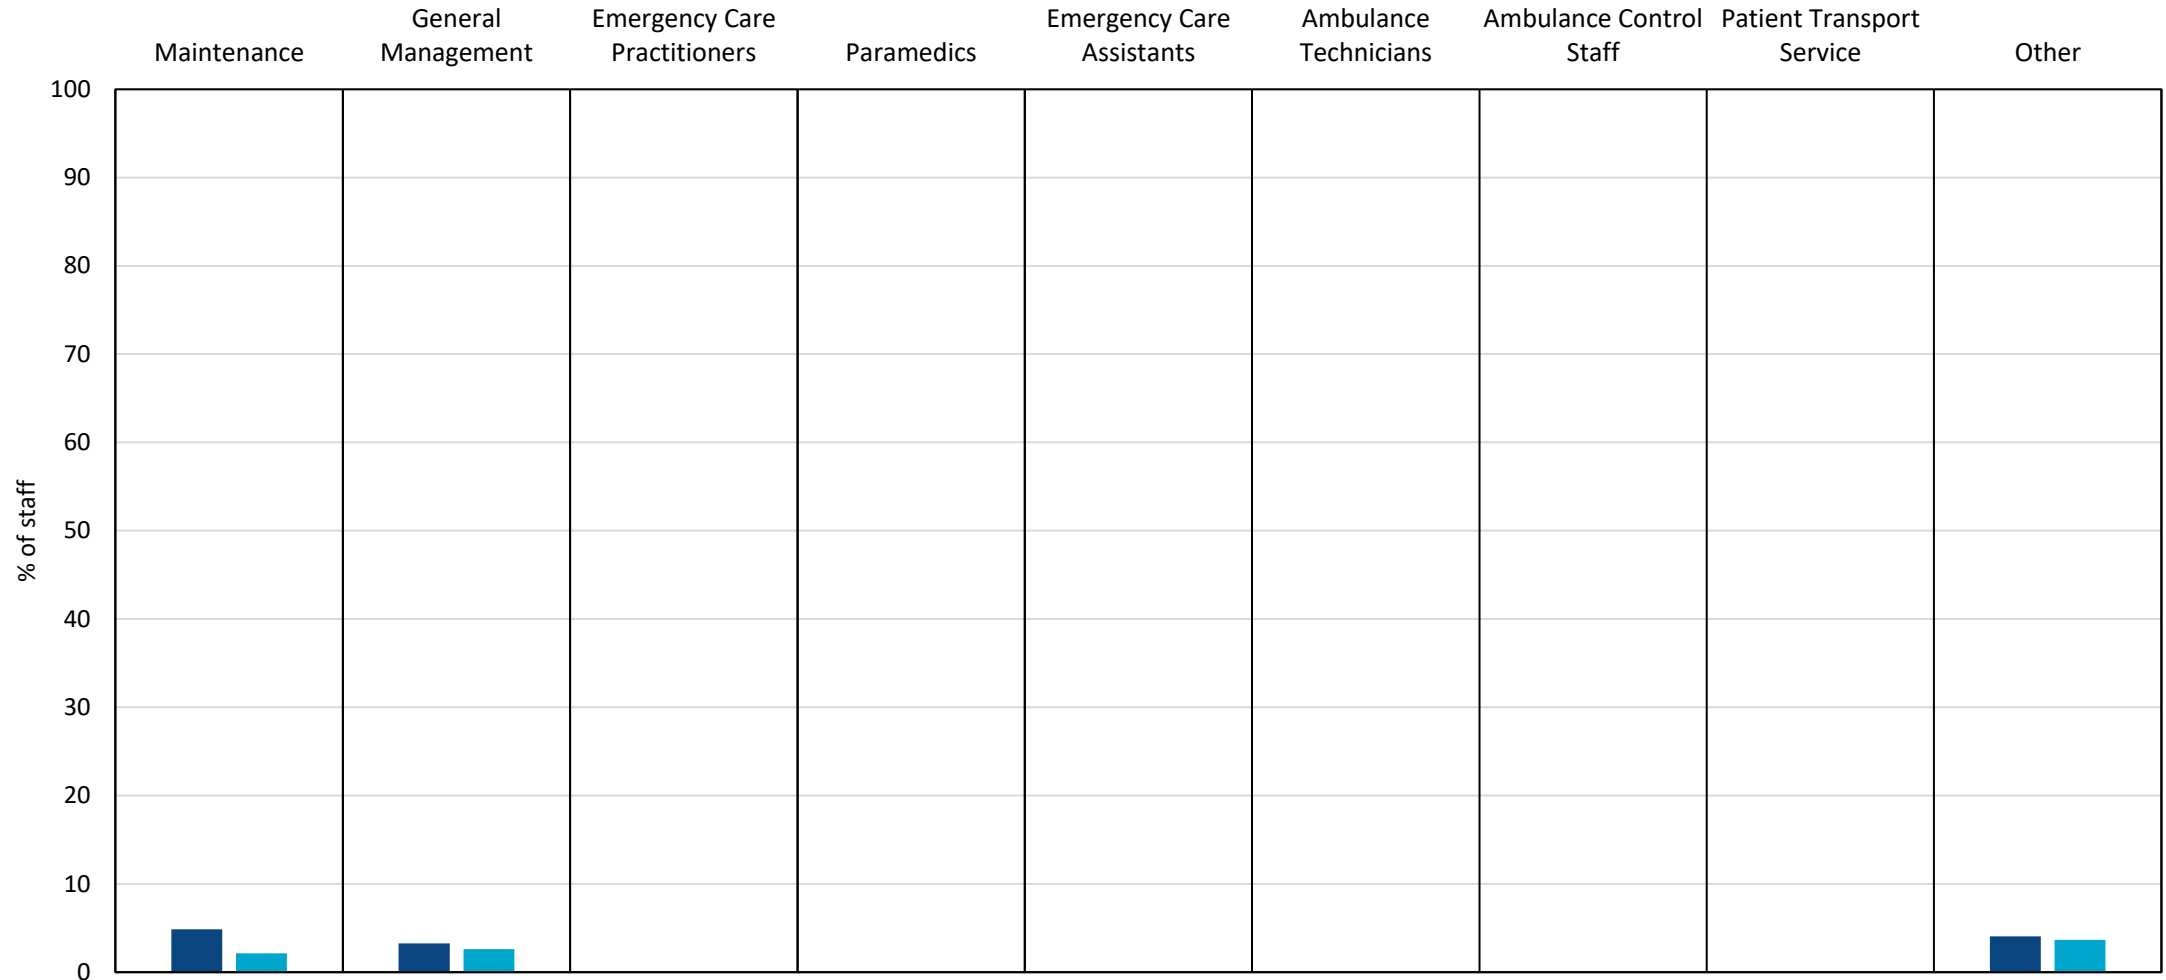 Maintenance
General
Management
Emergency Care
Practitioners
Paramedics
Emergency Care
Assistants
Ambulance
Technicians
Ambulance Control
Staff
Patient Transport
Service
Other
100
90
80
70
60
50
40
30
20
10
0
% of staff